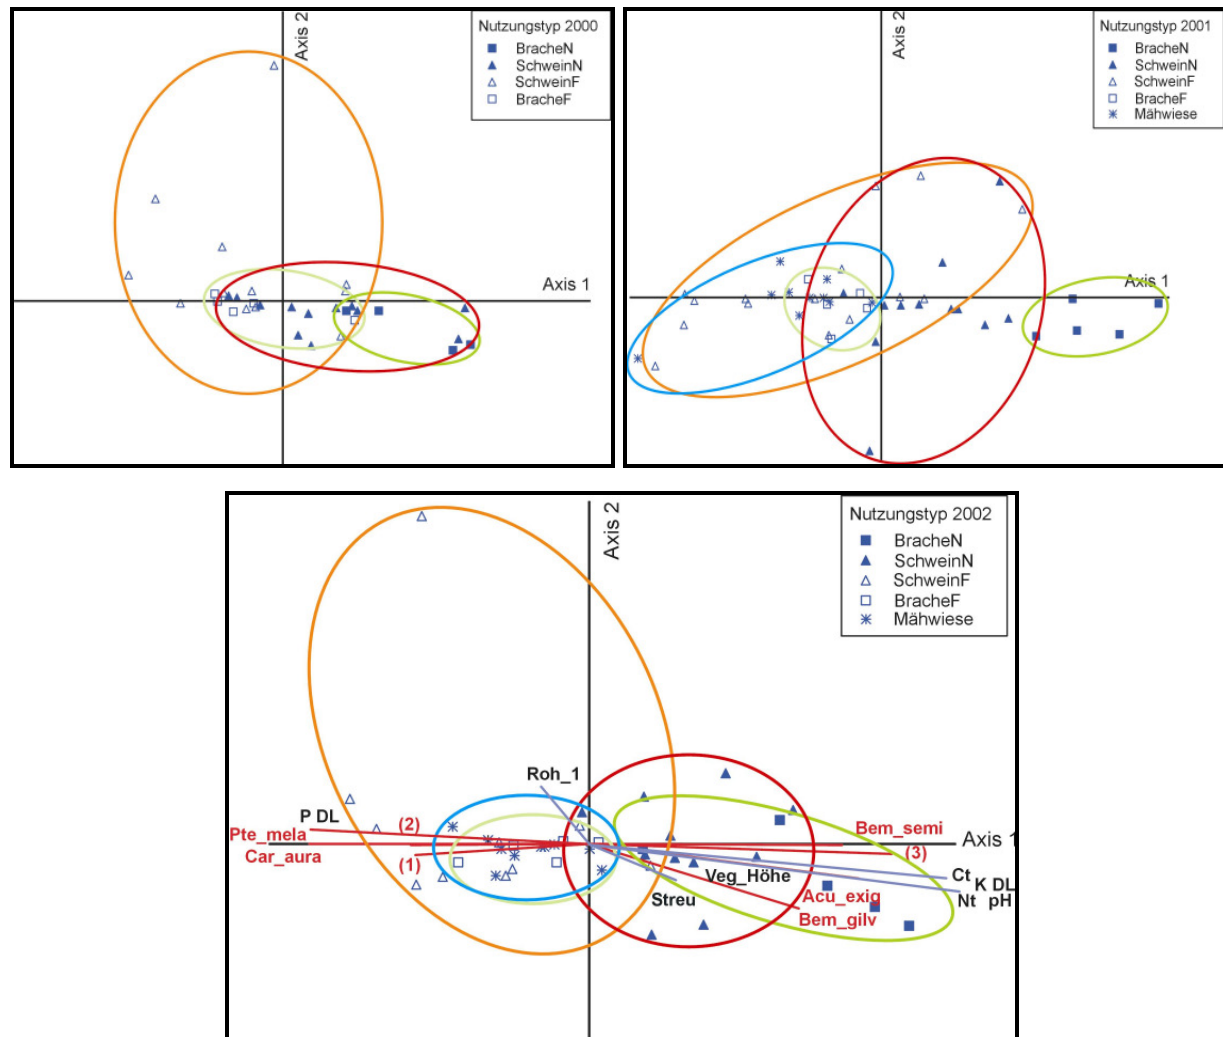 Axis 2
Nutzungstyp 2000
BracheN
SchweinN
SchweinF
BracheF
Axis 1
Axis 2
Nutzungstyp 2001
BracheN
SchweinN
SchweinF
BracheF
Mähwiese
Axis 1
Axis 2
Nutzungstyp 2002
BracheN
SchweinN
SchweinF
BracheF
Mähwiese
Roh_1
P DL
(2)
Pte_mela
Car_aura
(1)
Bem_semi
Axis 1
(3)
Veg_Höhe
Ct
K DL
Streu
Acu_exig
Nt pH
Bem_gilv